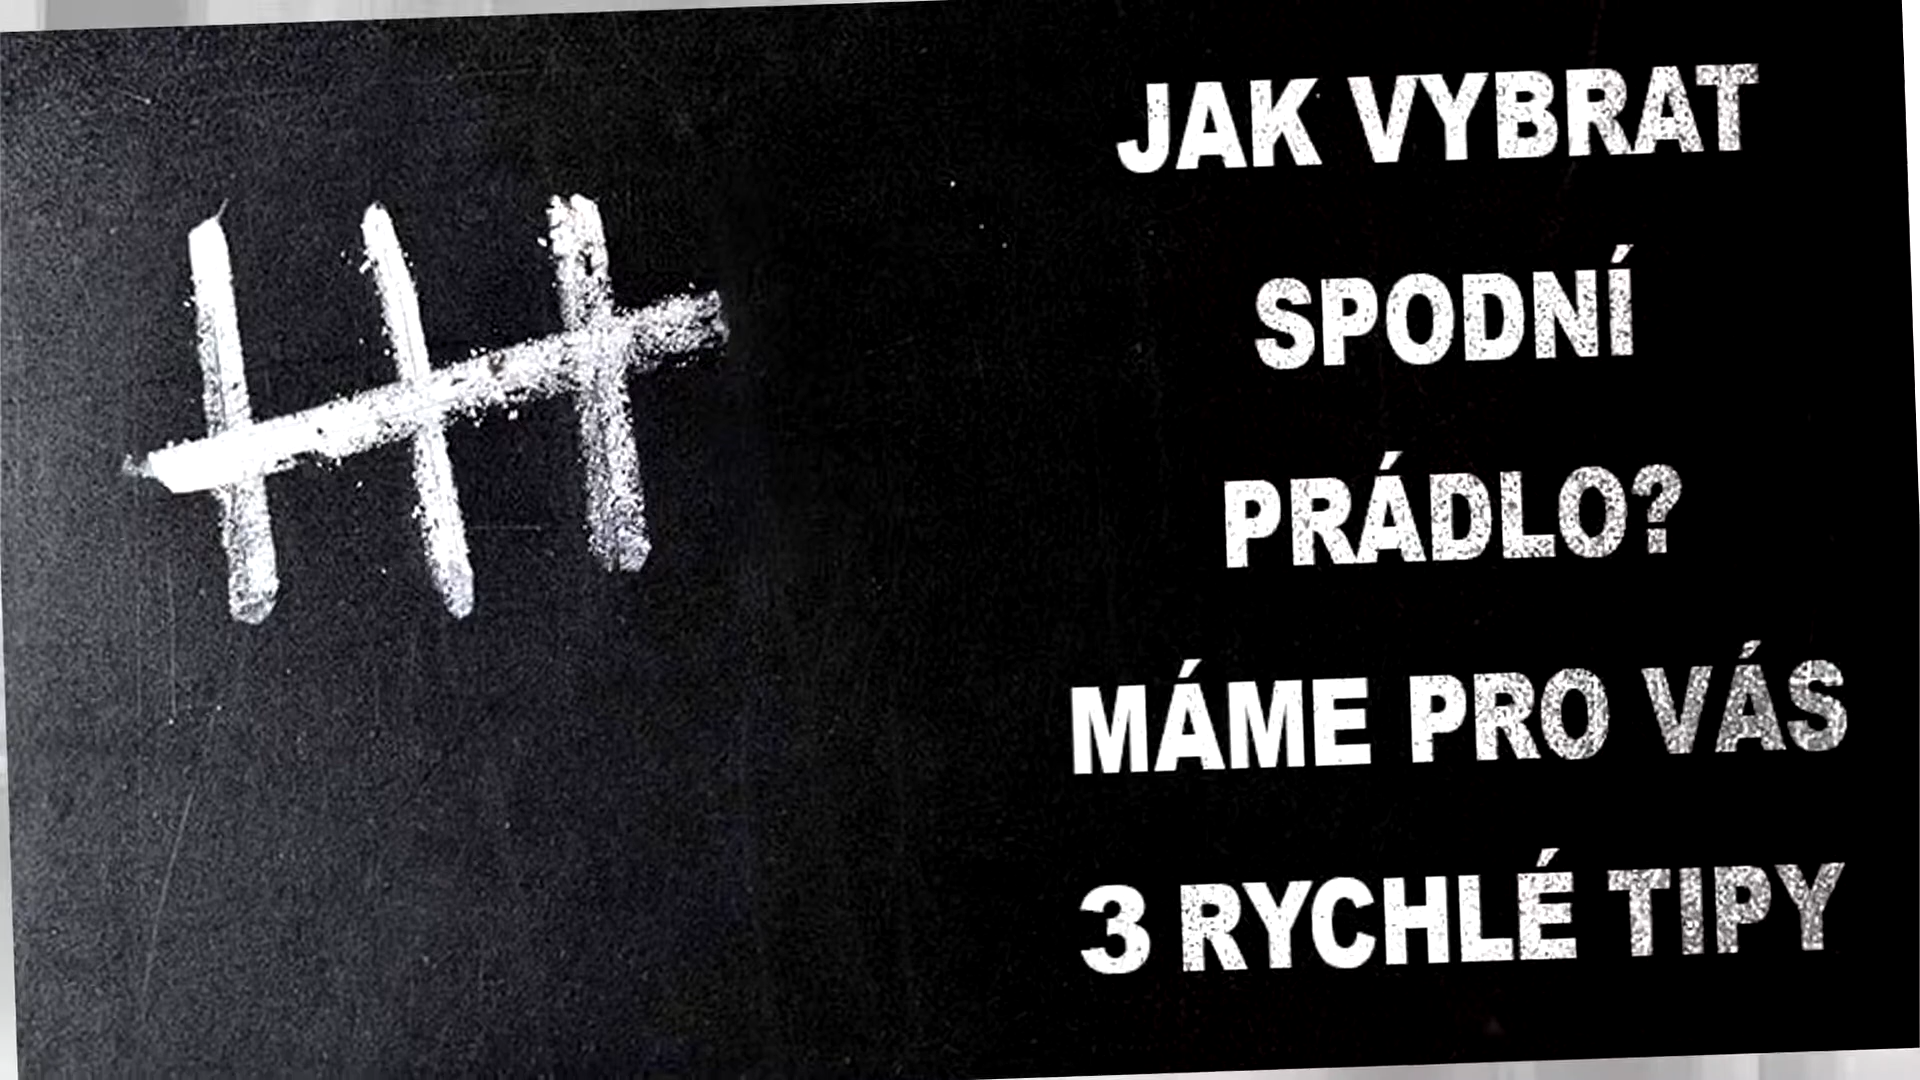 JAK VYBRAT
SPODNÍ
PRÁDLO?
MÁME PRO VÁS
3 RYCHLÉ TIPY